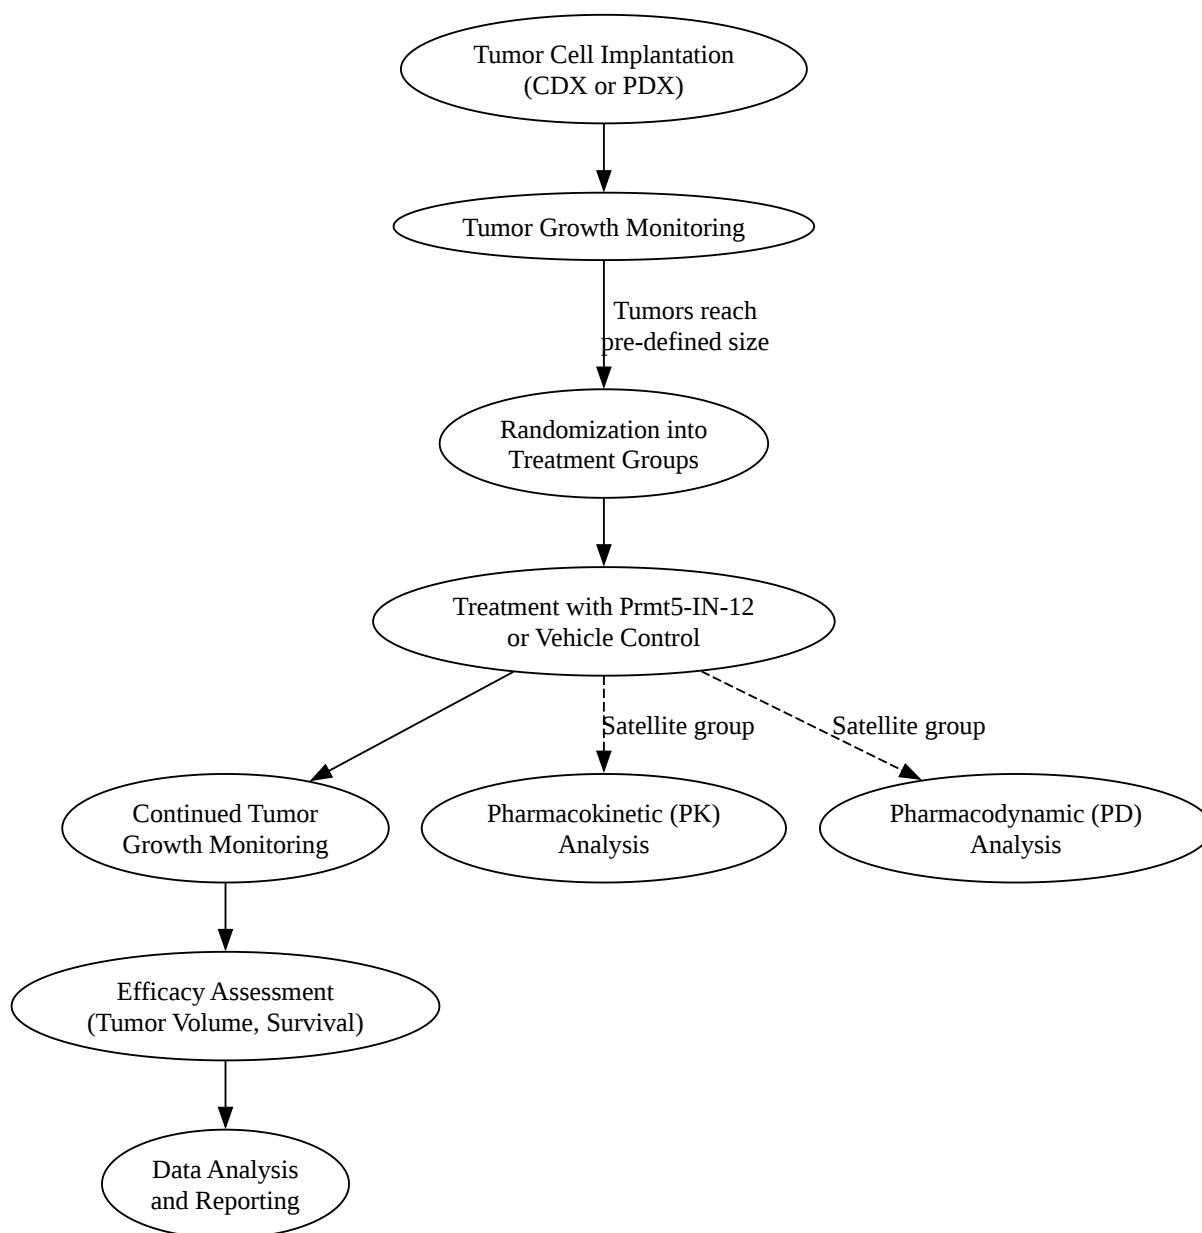 Tumor Cell Implantation
(CDX or PDX)
Tumor Growth Monitoring
Tumors reach
pre-defined size
Randomization into
Treatment Groups
Treatment with Prmt5-IN-12
or Vehicle Control
Satellite group
Satellite group
Continued Tumor
Growth Monitoring
Pharmacokinetic (PK)
Analysis
Pharmacodynamic (PD)
Analysis
Efficacy Assessment
(Tumor Volume, Survival)
Data Analysis
and Reporting